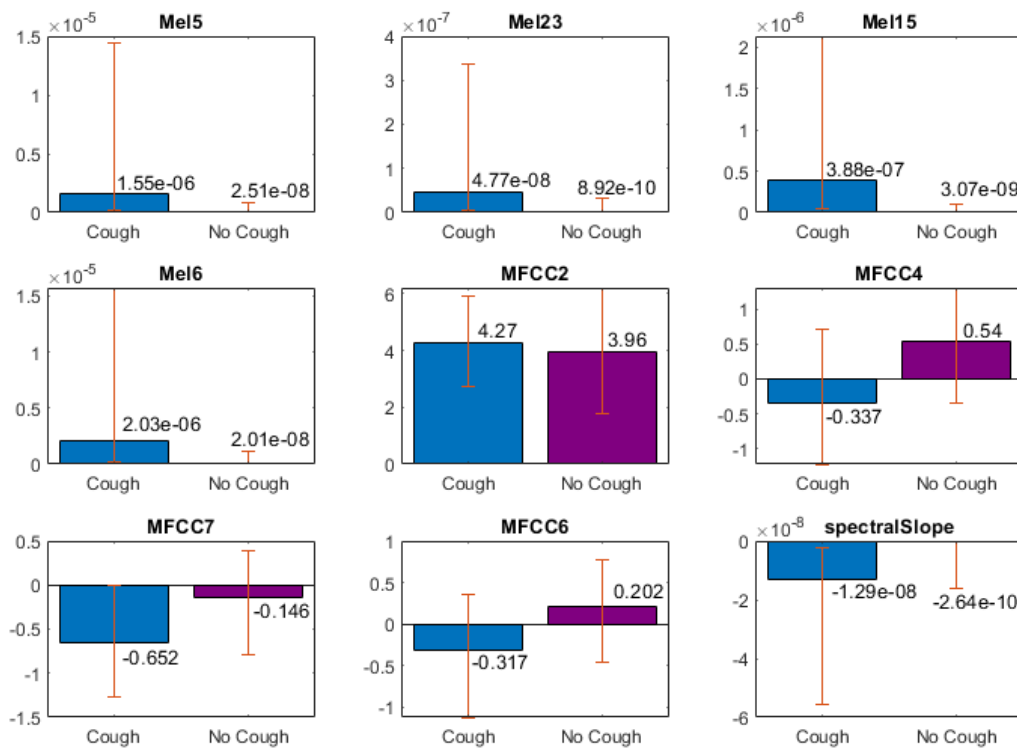 Mel5
×10-5
1.5
1
0.5
0
1.55e-06
2.51e-08
Cough
No Cough
Mel23
×10-7
4
3
2
1
0
4.77e-08
8.92e-10
Cough
No Cough
Mel15
×10-6
2
1.5
1
0.5
0
3.88e-07
3.07e-09
Cough
No Cough
Mel6
×10-5
1.5
1
0.5
0
2.03e-06
2.01e-08
Cough
No Cough
MFCC2
6
4
2
0
4.27
3.96
Cough
No Cough
MFCC4
1
0.5
0
-0.5
-1
-0.337
0.54
Cough
No Cough
MFCC7
0.5
0
-0.5
-1
-1.5
-0.652
-0.146
Cough
No Cough
MFCC6
1
0.5
0
-0.5
-1
-0.317
0.202
Cough
No Cough
spectralSlope
×10-8
0
-2
-4
-6
-1.29e-08
-2.64e-10
Cough
No Cough